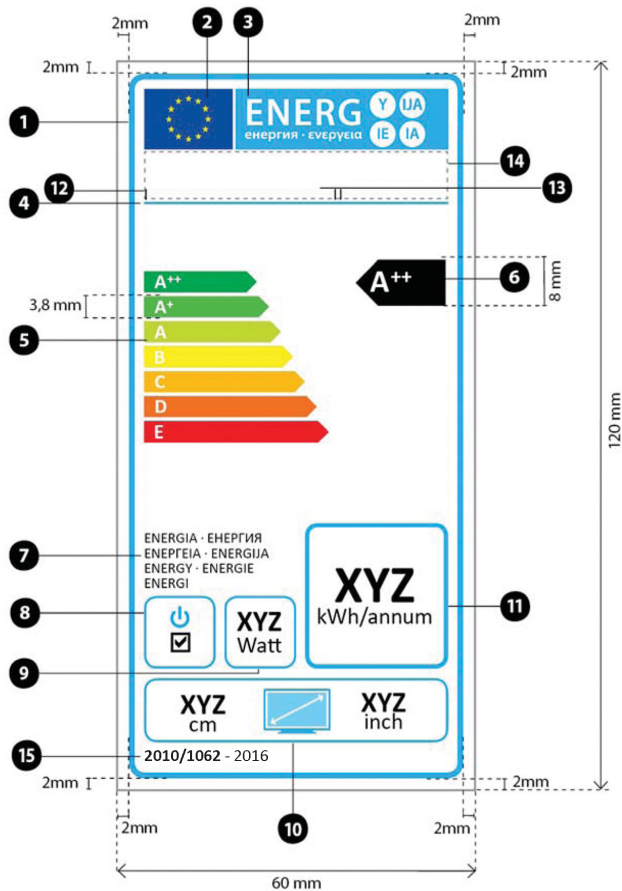 2mm
2mm
2
3
2mm
2mm
1
ENERG
Y
IJA
енергия · ενεργεια
IE
IA
14
12
13
4
A++
A++
6
8 mm
3,8 mm
A+
5
A
B
C
D
E
120 mm
ENERGIA · ЕНЕРГИЯ
7
ΕΝΕΡΓΕΙΑ · ENERGIJA
ENERGY · ENERGIE
ENERGI
XYZ
kWh/annum
11
8
XYZ
Watt
9
XYZ
cm
XYZ
inch
15
2010/1062 - 2016
2mm
2mm
10
2mm
2mm
60 mm